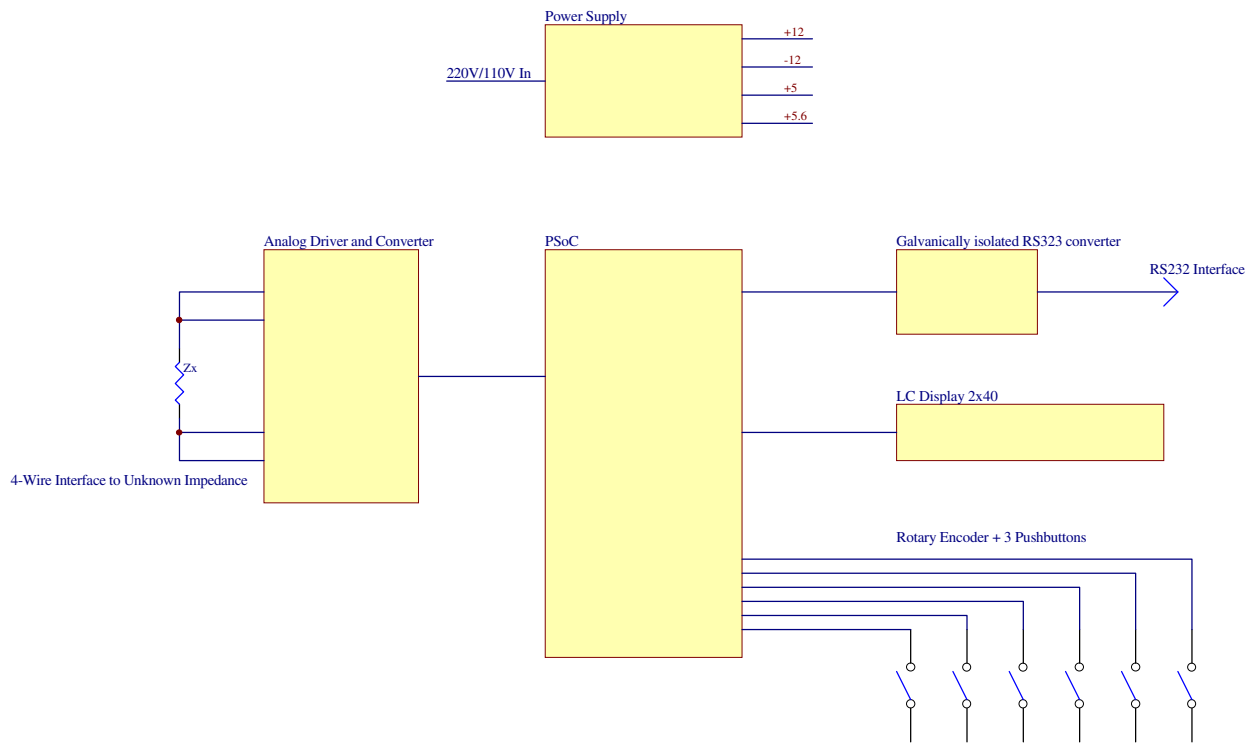 Power Supply
220V/110V In
+12
-12
+5
+5.6
Analog Driver and Converter
PSoC
Galvanically isolated RS323 converter
RS232 Interface
Zx
LC Display 2x40
4-Wire Interface to Unknown Impedance
Rotary Encoder + 3 Pushbuttons